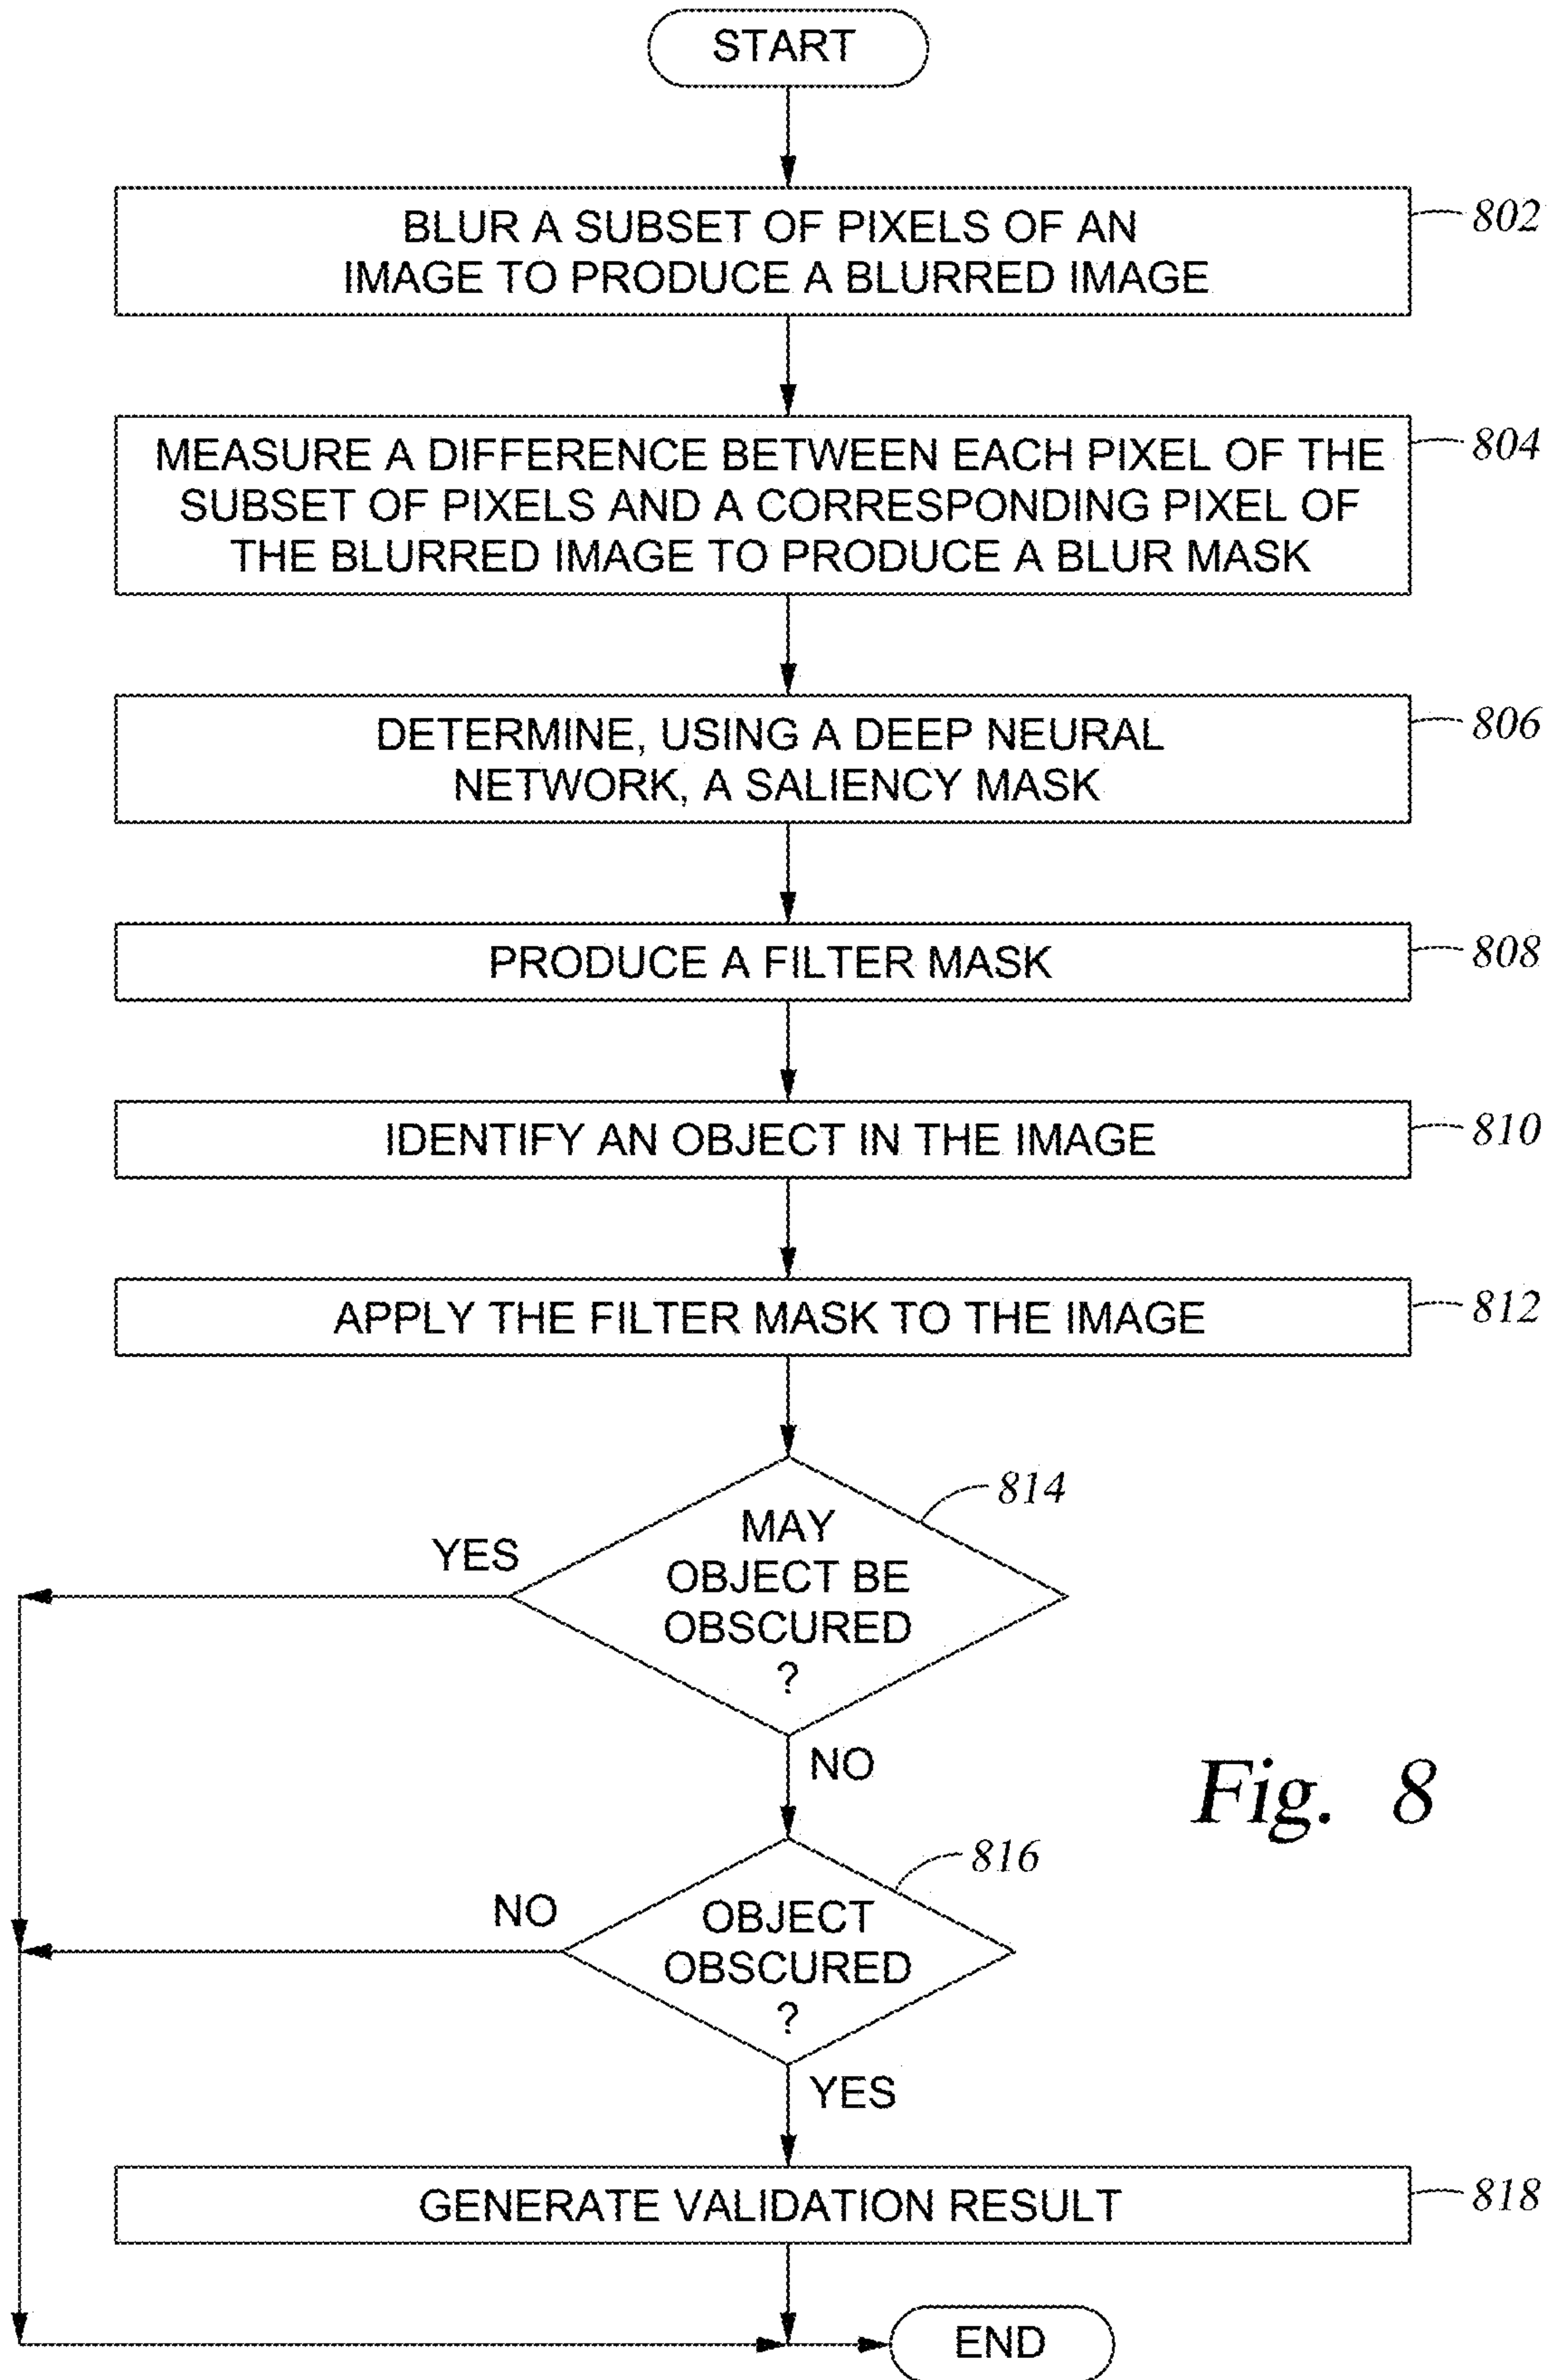 START
BLUR A SUBSET OF PIXELS OF AN
IMAGE TO PRODUCE A BLURRED IMAGE
802
MEASURE A DIFFERENCE BETWEEN EACH PIXEL OF THE
SUBSET OF PIXELS AND A CORRESPONDING PIXEL OF
THE BLURRED IMAGE TO PRODUCE A BLUR MASK
804
DETERMINE, USING A DEEP NEURAL
NETWORK, A SALIENCY MASK
806
PRODUCE A FILTER MASK
808
IDENTIFY AN OBJECT IN THE IMAGE
810
APPLY THE FILTER MASK TO THE IMAGE
812
MAY
OBJECT BE
OBSCURED
?
814
YES
NO
Fig. 8
OBJECT
OBSCURED
?
816
NO
YES
GENERATE VALIDATION RESULT
818
END